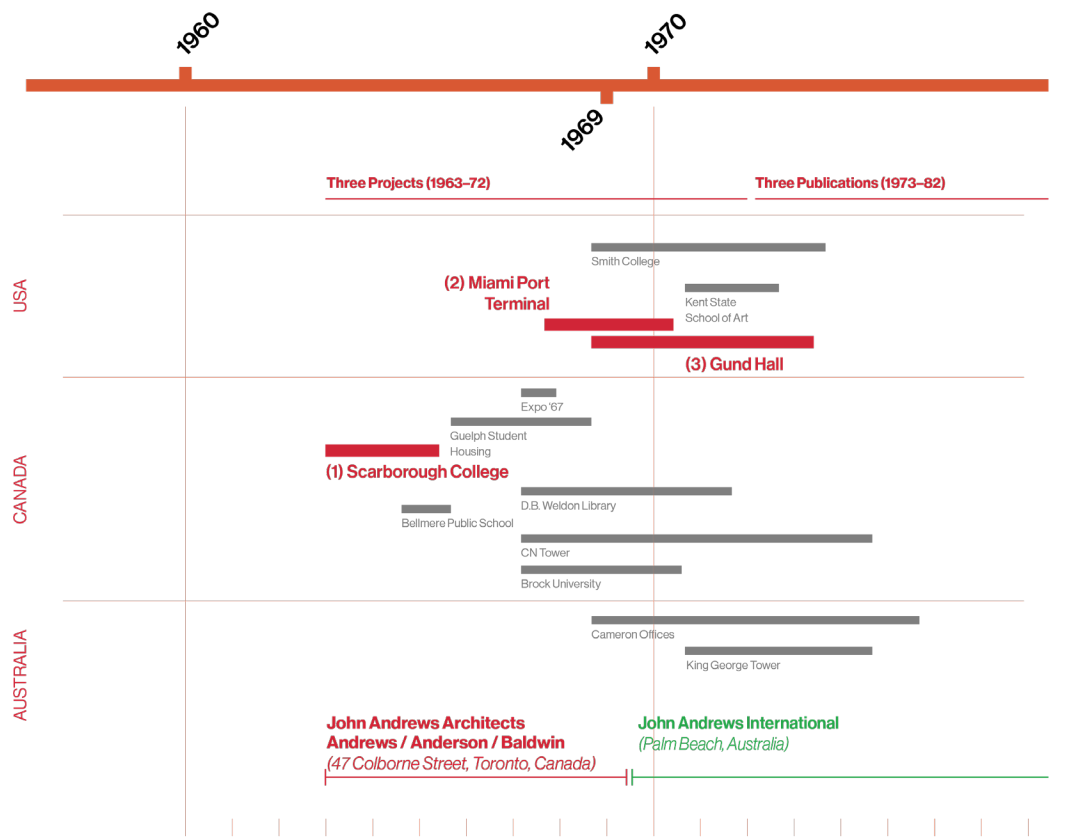 1960
1970
1969
Three Projects (1963–72)
Three Publications (1973–82)
USA
Smith College
(2) Miami Port
Terminal
Kent State
School of Art
(3) Gund Hall
CANADA
Expo '67
Guelph Student
Housing
(1) Scarborough College
D.B. Weldon Library
Bellmere Public School
CN Tower
Brock University
AUSTRALIA
Cameron Offices
King George Tower
John Andrews Architects
Andrews / Anderson / Baldwin
(47 Colborne Street, Toronto, Canada)
John Andrews International
(Palm Beach, Australia)